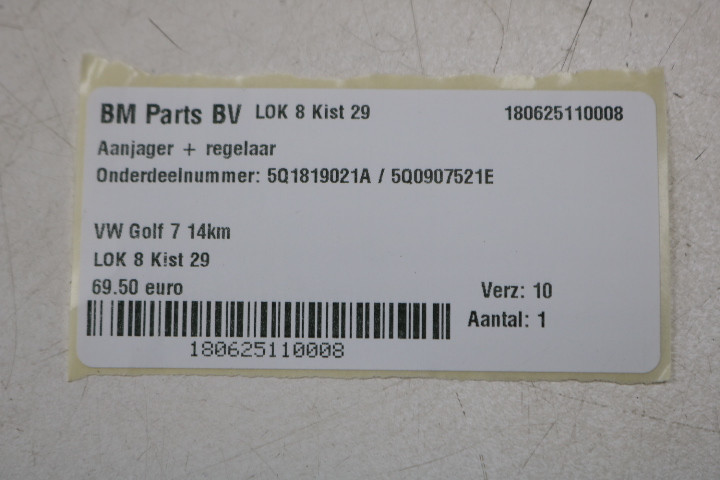 BM Parts BV LOK 8 Kist 29 180625110008
Aanjager + regelaar
Onderdeelnummer: 5Q1819021A / 5Q0907521E
VW Golf 7 14km
LOK 8 Kist 29
69.50 euro Verz: 10
Aantal: 1
180625110008